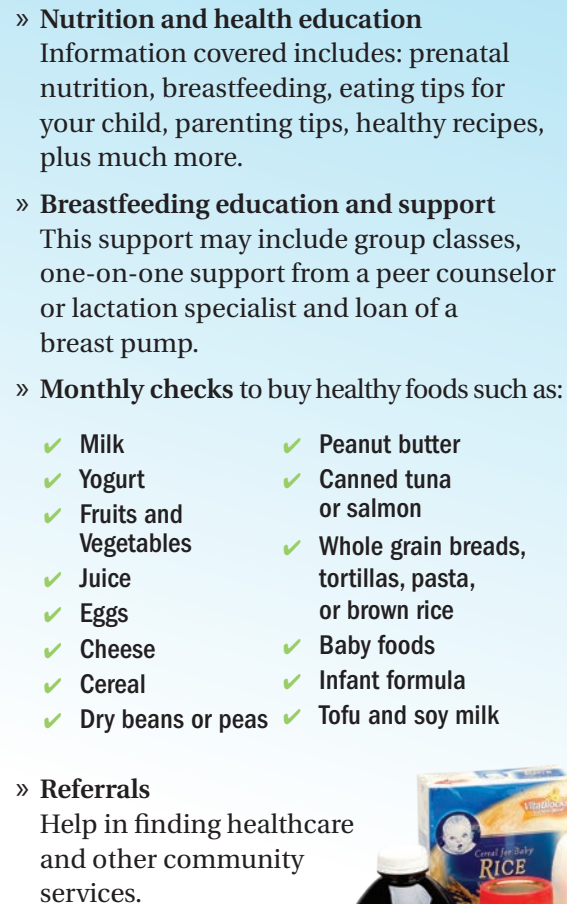 » Nutrition and health education
Information covered includes: prenatal
nutrition, breastfeeding, eating tips for
your child, parenting tips, healthy recipes,
plus much more.
» Breastfeeding education and support
This support may include group classes,
one-on-one support from a peer counselor
or lactation specialist and loan of a
breast pump.
» Monthly checks to buy healthy foods such as:
✔ Milk
✔ Yogurt
✔ Fruits and
Vegetables
✔ Juice
✔ Eggs
✔ Cheese
✔ Cereal
✔ Dry beans or peas
✔ Peanut butter
✔ Canned tuna
or salmon
✔ Whole grain breads,
tortillas, pasta,
or brown rice
✔ Baby foods
✔ Infant formula
✔ Tofu and soy milk
» Referrals
Help in finding healthcare
and other community
services.
Cereal for Baby
RICE